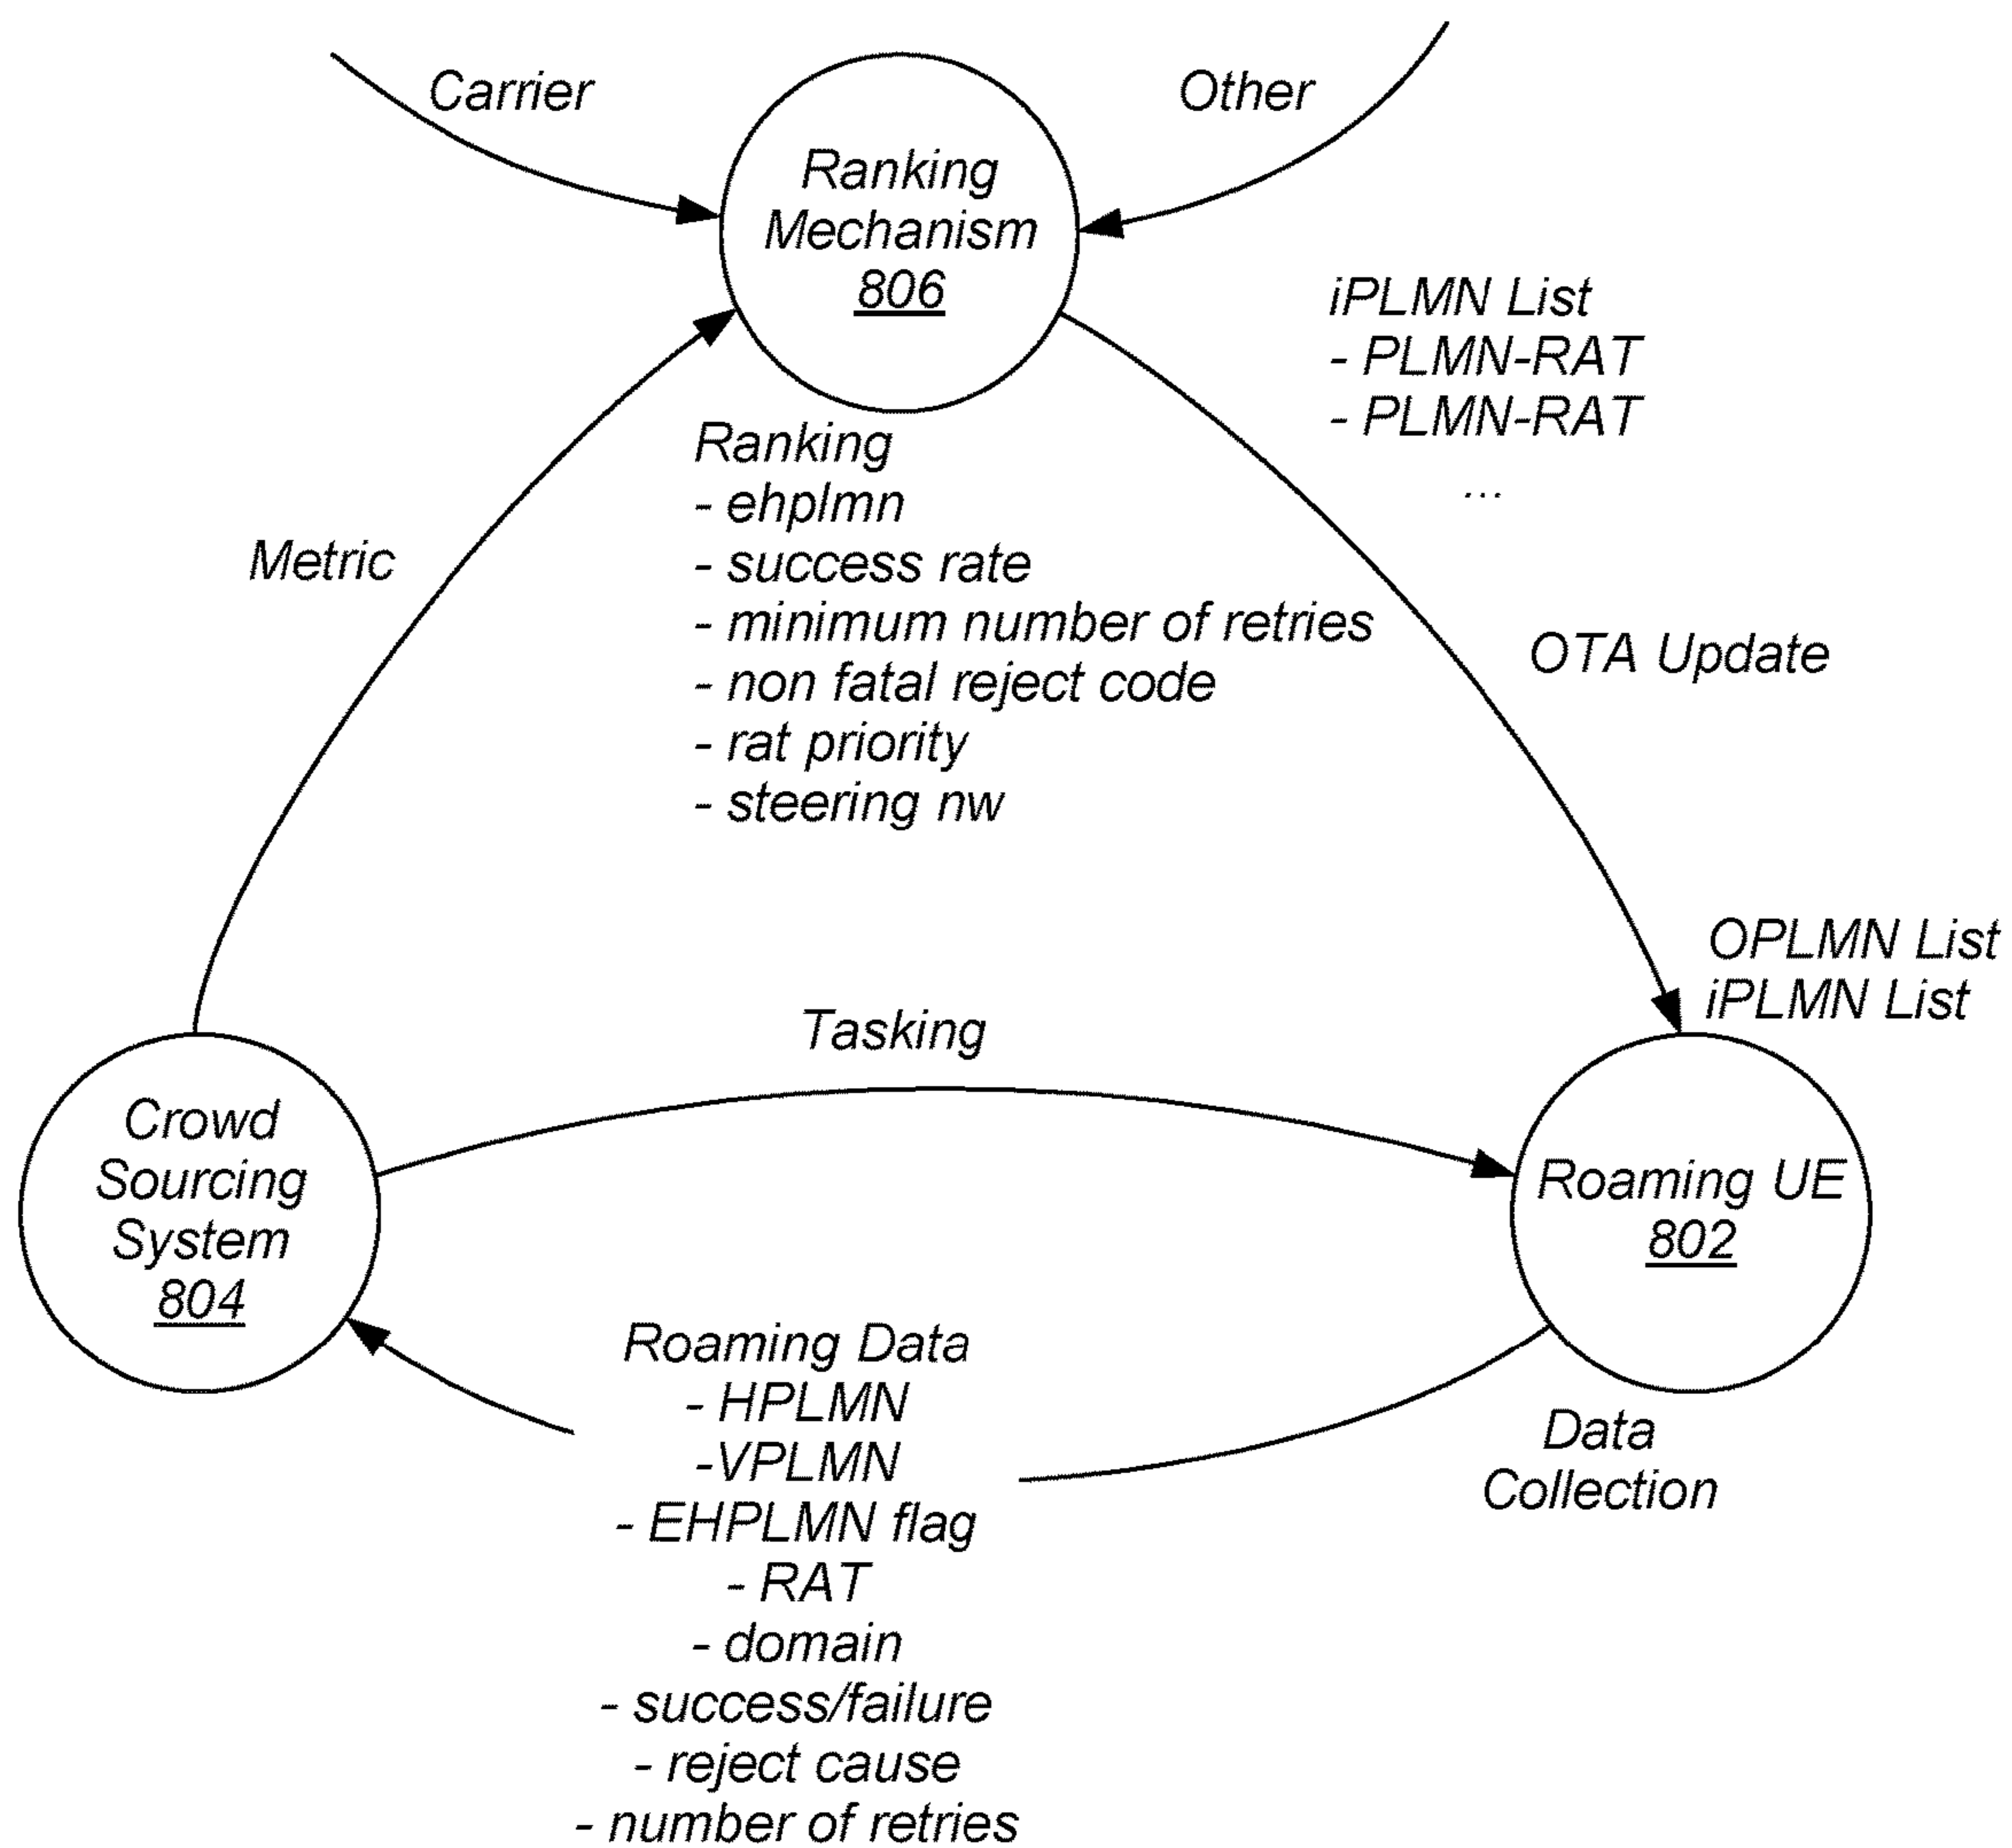 Carrier
Other
Ranking
Mechanism
806
iPLMN List
- PLMN-RAT
- PLMN-RAT
...
Ranking
- ehplmn
- success rate
- minimum number of retries
- non fatal reject code
- rat priority
- steering nw
Metric
OTA Update
OPLMN List
iPLMN List
Tasking
Crowd
Sourcing
System
804
Roaming UE
802
Roaming Data
- HPLMN
-VPLMN
- EHPLMN flag
- RAT
- domain
- success/failure
- reject cause
- number of retries
Data
Collection